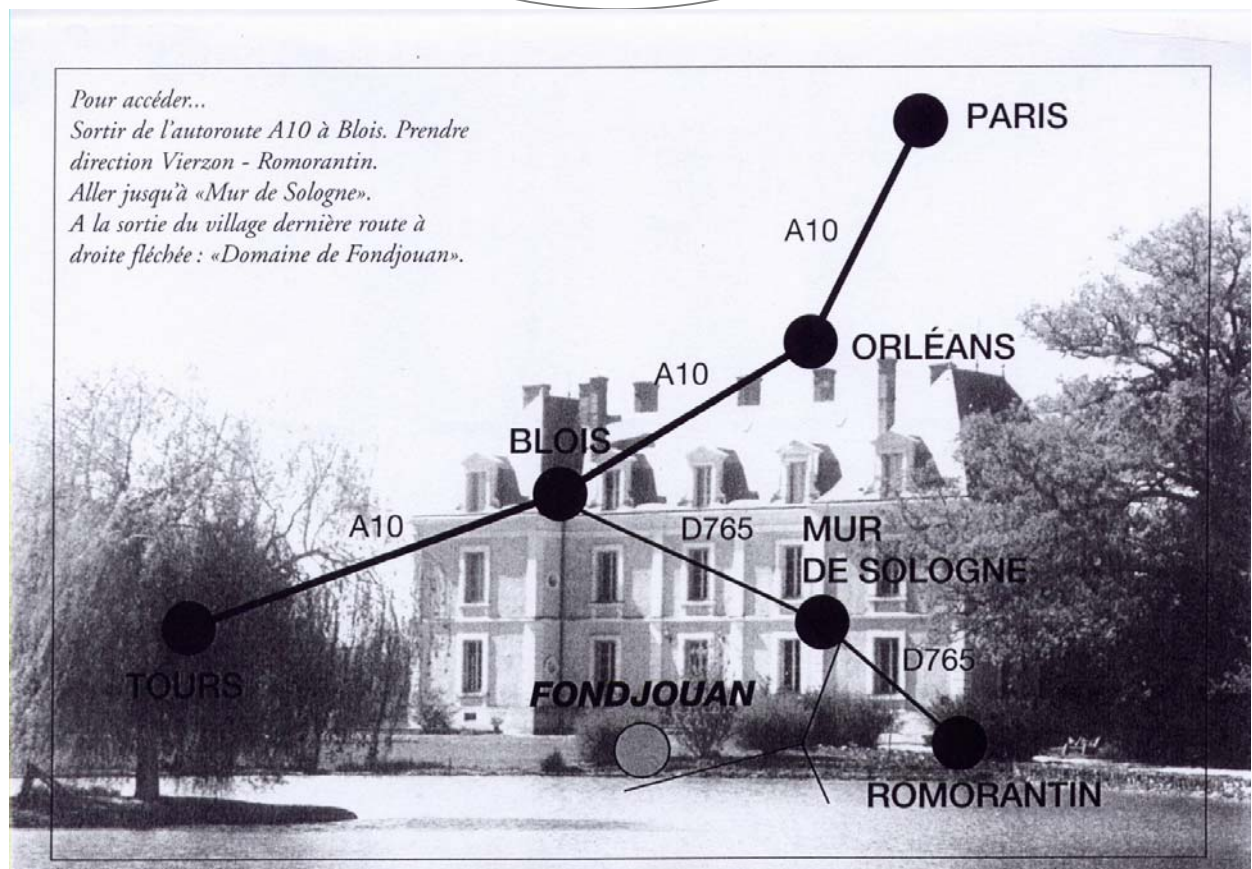 Pour accéder...
Sortir de l'autoroute A10 à Blois. Prendre
direction Vierzon - Romorantin.
Aller jusqu'à «Mur de Sologne».
A la sortie du village dernière route à
droite fléchée : «Domaine de Fondjouan».
PARIS
A10
ORLÉANS
A10
BLOIS
A10
D765
MUR
DE SOLOGNE
D765
TOURS
FONDJOUAN
ROMORANTIN